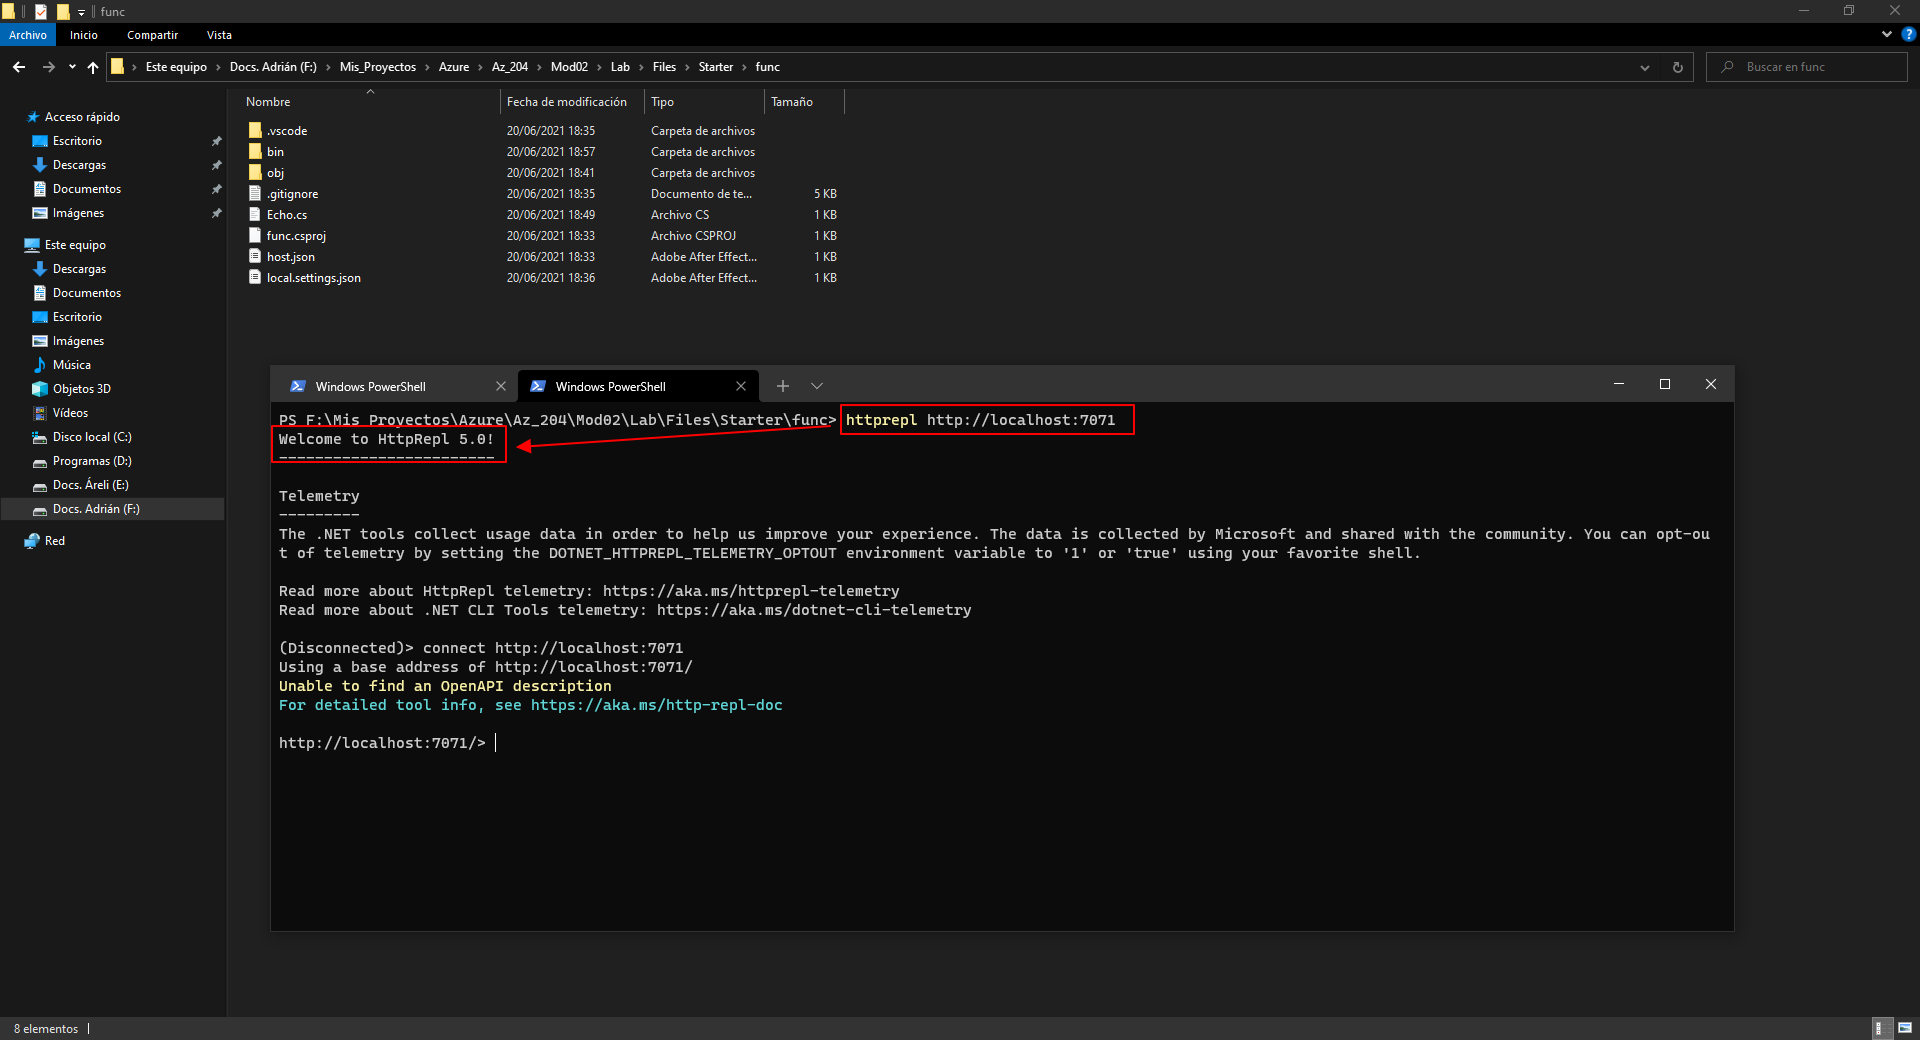 func
Archivo Inicio Compartir Vista
Este equipo Docs. Adrián (F:) Mis_Proyectos Azure Az_204 Mod02 Lab Files Starter func
Buscar en func
Nombre Fecha de modificación Tipo Tamaño
.vscode 20/06/2021 18:35 Carpeta de archivos
bin 20/06/2021 18:57 Carpeta de archivos
obj 20/06/2021 18:41 Carpeta de archivos
.gitignore 20/06/2021 18:35 Documento de te... 5 KB
Echo.cs 20/06/2021 18:49 Archivo CS 1 KB
func.csproj 20/06/2021 18:33 Archivo CSPROJ 1 KB
host.json 20/06/2021 18:33 Adobe After Effect... 1 KB
local.settings.json 20/06/2021 18:36 Adobe After Effect... 1 KB
Acceso rápido
Escritorio
Descargas
Documentos
Imágenes
Este equipo
Descargas
Documentos
Escritorio
Imágenes
Música
Objetos 3D
Vídeos
Disco local (C:)
Programas (D:)
Docs. Áreli (E:)
Docs. Adrián (F:)
Red
Windows PowerShell Windows PowerShell
PS F:\Mis_Proyectos\Azure\Az_204\Mod02\Lab\Files\Starter\func> httprepl http://localhost:7071
Welcome to HttpRepl 5.0!
------------------------
Telemetry
---------
The .NET tools collect usage data in order to help us improve your experience. The data is collected by Microsoft and shared with the community. You can opt-ou
t of telemetry by setting the DOTNET_HTTPREPL_TELEMETRY_OPTOUT environment variable to '1' or 'true' using your favorite shell.
Read more about HttpRepl telemetry: https://aka.ms/httprepl-telemetry
Read more about .NET CLI Tools telemetry: https://aka.ms/dotnet-cli-telemetry
(Disconnected)> connect http://localhost:7071
Using a base address of http://localhost:7071/
Unable to find an OpenAPI description
For detailed tool info, see https://aka.ms/http-repl-doc
http://localhost:7071/>
8 elementos